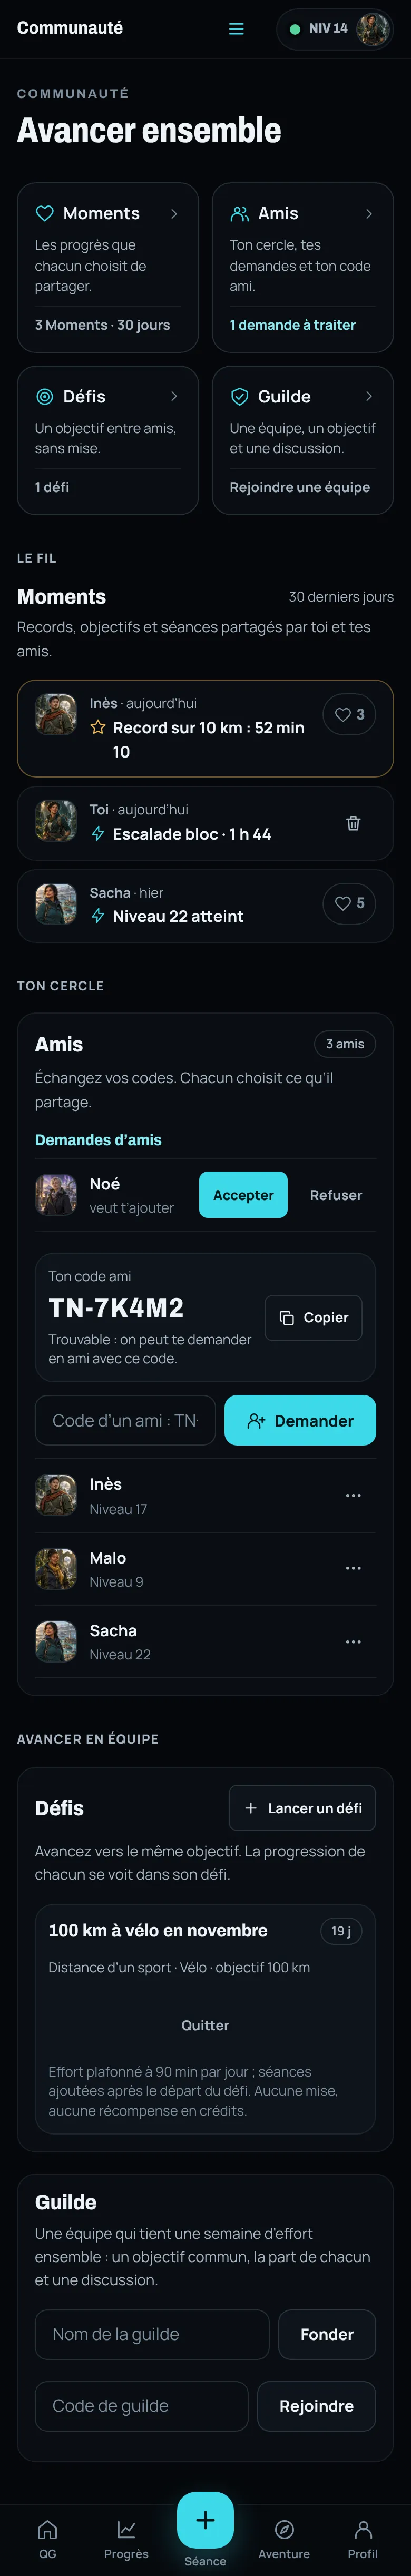 Communauté
NIV 14
COMMUNAUTÉ
Avancer ensemble
Moments
Les progrès que
chacun choisit de
partager.
3 Moments · 30 jours
Amis
Ton cercle, tes
demandes et ton code
ami.
1 demande à traiter
Défis
Un objectif entre amis,
sans mise.
1 défi
Guilde
Une équipe, un objectif
et une discussion.
Rejoindre une équipe
LE FIL
Moments
30 derniers jours
Records, objectifs et séances partagés par toi et tes
amis.
Inès · aujourd'hui
Record sur 10 km : 52 min
10
3
Toi · aujourd'hui
Escalade bloc · 1 h 44
Sacha · hier
Niveau 22 atteint
5
TON CERCLE
Amis
3 amis
Échangez vos codes. Chacun choisit ce qu'il
partage.
Demandes d'amis
Noé
veut t'ajouter
Accepter
Refuser
Ton code ami
TN-7K4M2
Trouvable : on peut te demander
en ami avec ce code.
Copier
Code d'un ami : TN-
Demander
Inès
Niveau 17
Malo
Niveau 9
Sacha
Niveau 22
AVANCER EN ÉQUIPE
Défis
Lancer un défi
Avancez vers le même objectif. La progression de
chacun se voit dans son défi.
100 km à vélo en novembre
19 j
Distance d'un sport · Vélo · objectif 100 km
Quitter
Effort plafonné à 90 min par jour ; séances
ajoutées après le départ du défi. Aucune mise,
aucune récompense en crédits.
Guilde
Une équipe qui tient une semaine d'effort
ensemble : un objectif commun, la part de chacun
et une discussion.
Nom de la guilde
Fonder
Code de guilde
Rejoindre
QG
Progrès
Séance
Aventure
Profil